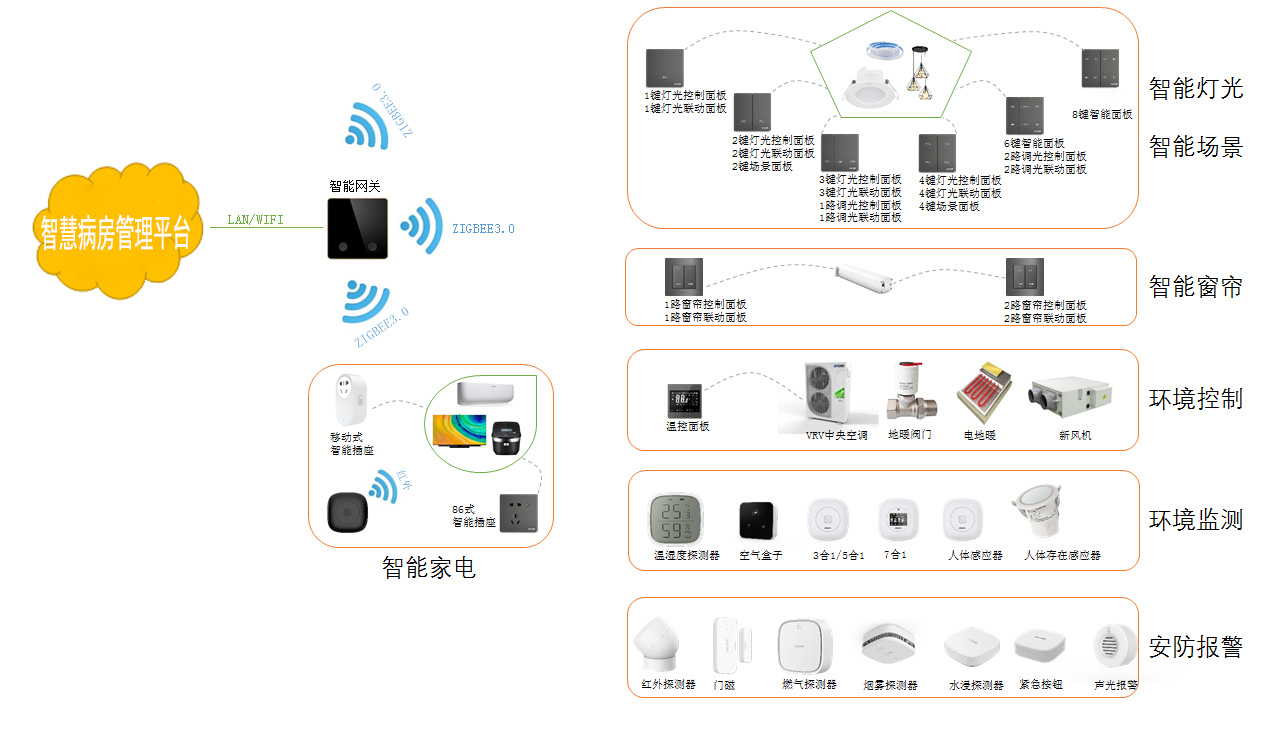 智慧病房管理平台
LAN/WIFI
智能网关
ZIGBEE3.0
ZIGBEE3.0
ZIGBEE3.0
移动式
智能插座
红外
86式
智能插座
智能家电
1键灯光控制面板
1键灯光联动面板
2键灯光控制面板
2键灯光联动面板
2键场景面板
3键灯光控制面板
3键灯光联动面板
1路调光控制面板
1路调光联动面板
4键灯光控制面板
4键灯光联动面板
4键场景面板
6键智能面板
2路调光控制面板
2路调光联动面板
8键智能面板
智能灯光
智能场景
1路窗帘控制面板
1路窗帘联动面板
2路窗帘控制面板
2路窗帘联动面板
智能窗帘
温控面板
VRV中央空调
地暖阀门
电地暖
新风机
环境控制
温湿度探测器
空气盒子
3合1/5合1
7合1
人体感应器
人体存在感应器
环境监测
红外探测器
门磁
燃气探测器
烟雾探测器
水浸探测器
紧急按钮
声光报警
安防报警